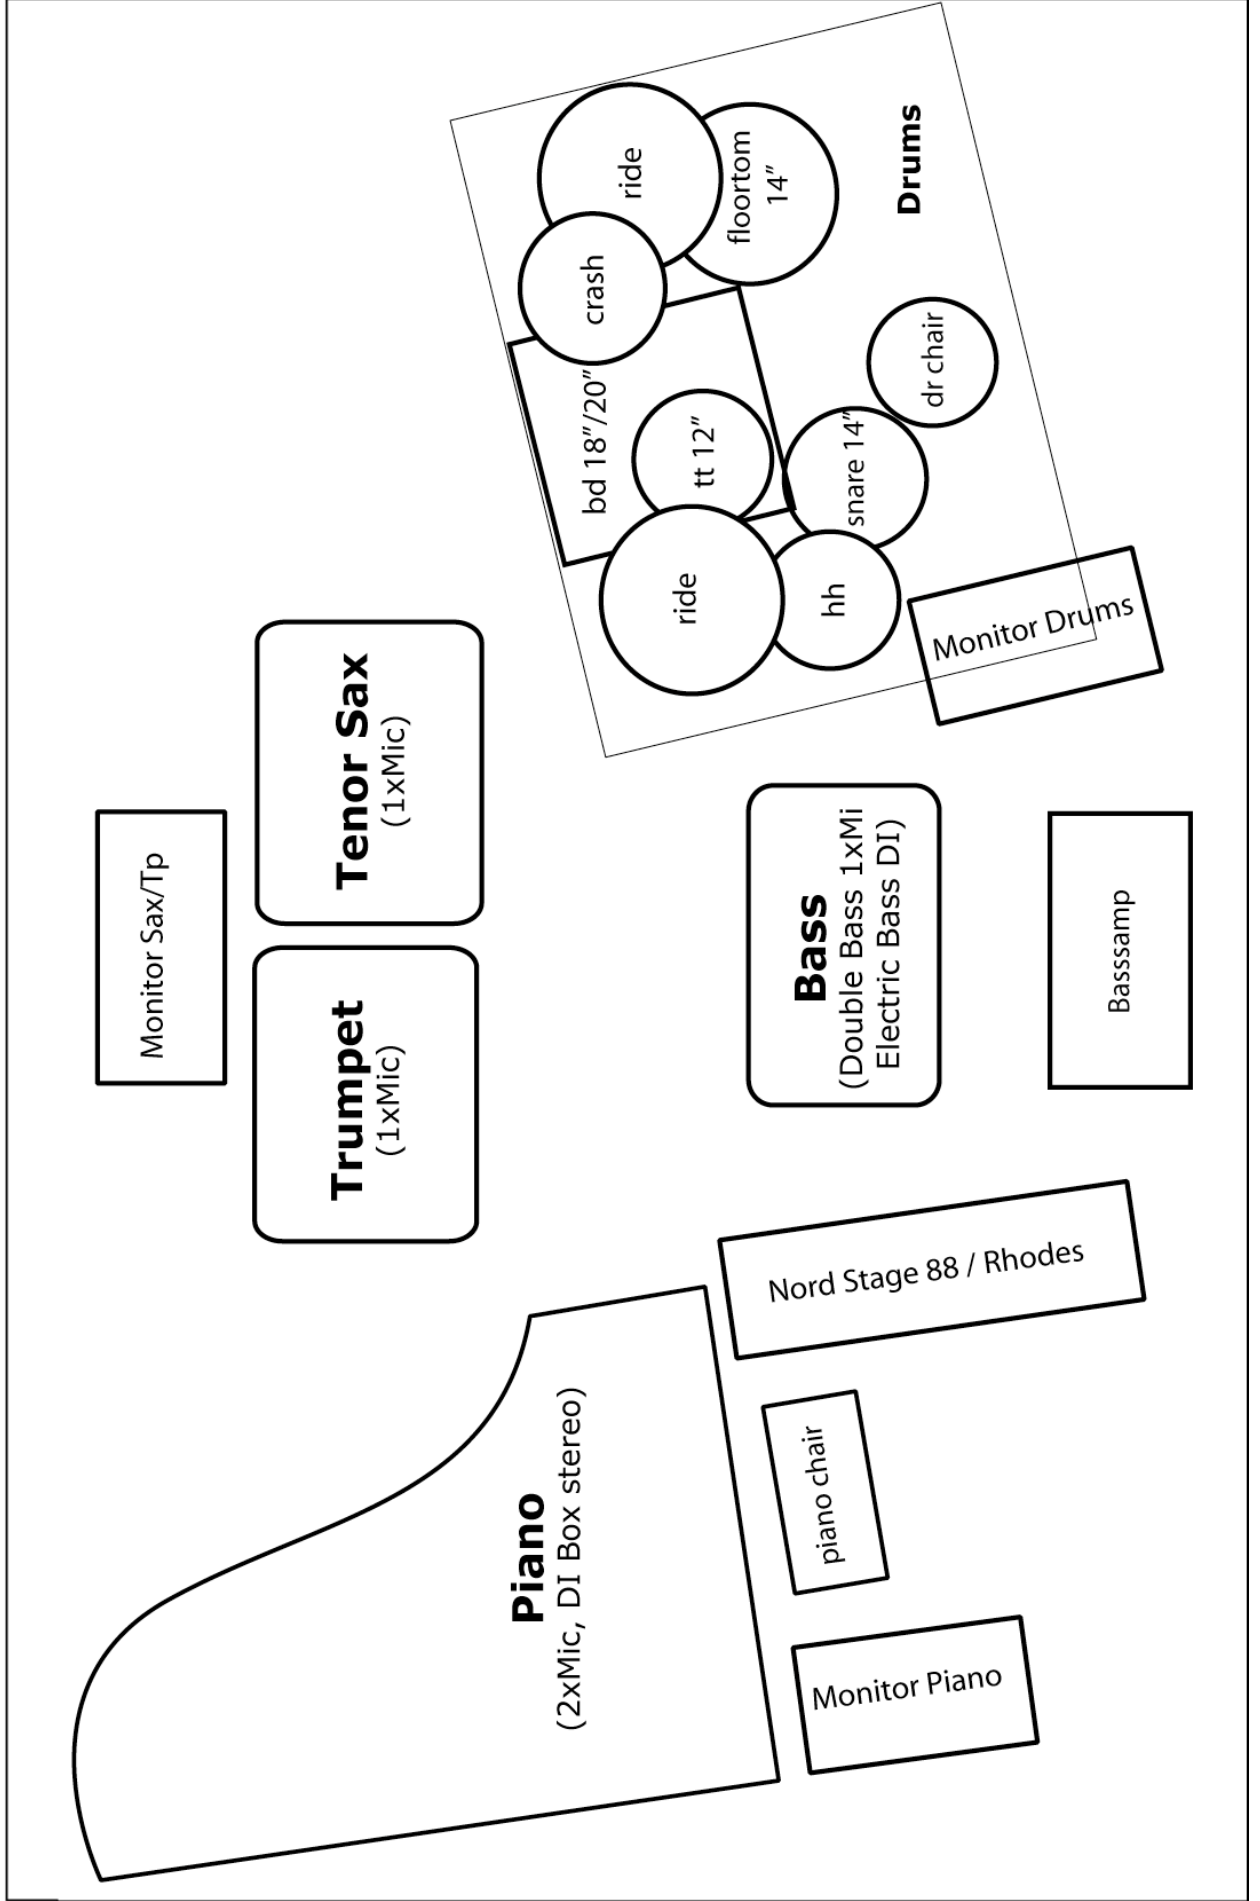 Monitor Sax/Tp
Trumpet
(1xMic)
Tenor Sax
(1xMic)
Piano
(2xMic, DI Box stereo)
ride
crash
floortom
14”
Drums
bd 18”/20”
tt 12”
snare 14”
dr chair
ride
hh
Monitor Drums
Bass
(Double Bass 1xMi
Electric Bass DI)
Basssamp
Nord Stage 88 / Rhodes
piano chair
Monitor Piano